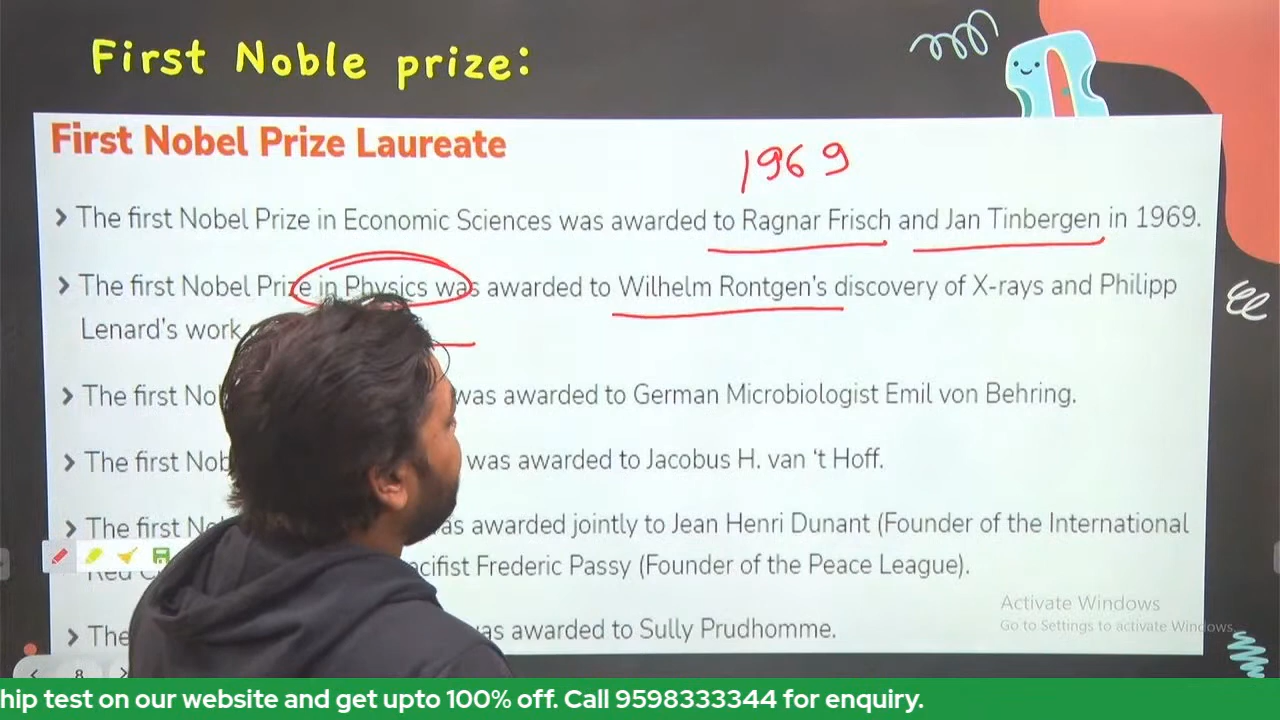 First Noble prize:
First Nobel Prize Laureate
1969
The first Nobel Prize in Economic Sciences was awarded to Ragnar Frisch and Jan Tinbergen in 1969.
The first Nobel Prize in Physics was awarded to Wilhelm Rontgen's discovery of X-rays and Philipp
Lenard's work
The first was awarded to German Microbiologist Emil von Behring.
The first was awarded to Jacobus H. van 't Hoff.
The first was awarded jointly to Jean Henri Dunant (Founder of the International
Frederic Passy (Founder of the Peace League).
The was awarded to Sully Prudhomme.
Activate Windows
Go to Settings to activate Windows.
8
hip test on our website and get upto 100% off. Call 9598333344 for enquiry.